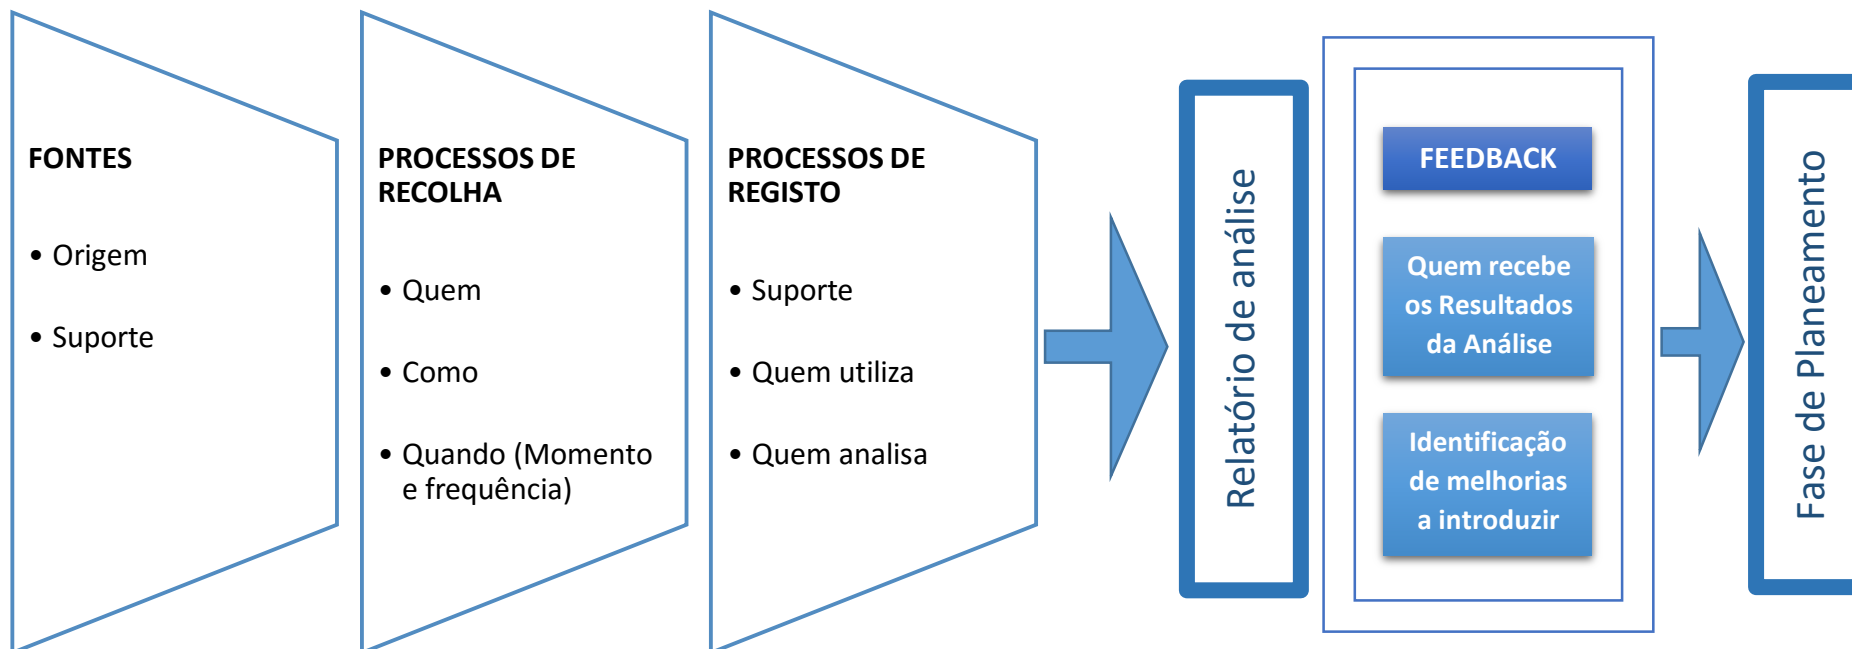 FONTES
• Origem
• Suporte
PROCESSOS DE
RECOLHA
• Quem
• Como
• Quando (Momento
e frequência)
PROCESSOS DE
REGISTO
• Suporte
• Quem utiliza
• Quem analisa
Relatório de análise
FEEDBACK
Quem recebe
os Resultados
da Análise
Identificação
de melhorias
a introduzir
Fase de Planeamento